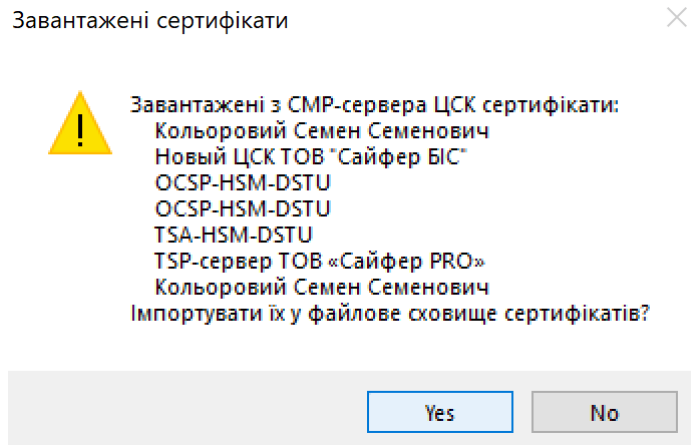 Завантажені сертифікати
Завантажені з CMP-сервера ЦСК сертифікати:
Кольоровий Семен Семенович
Новый ЦСК ТОВ "Сайфер БІС"
OCSP-HSM-DSTU
OCSP-HSM-DSTU
TSA-HSM-DSTU
TSP-сервер ТОВ «Сайфер PRO»
Кольоровий Семен Семенович
Імпортувати їх у файлове сховище сертифікатів?
Yes
No